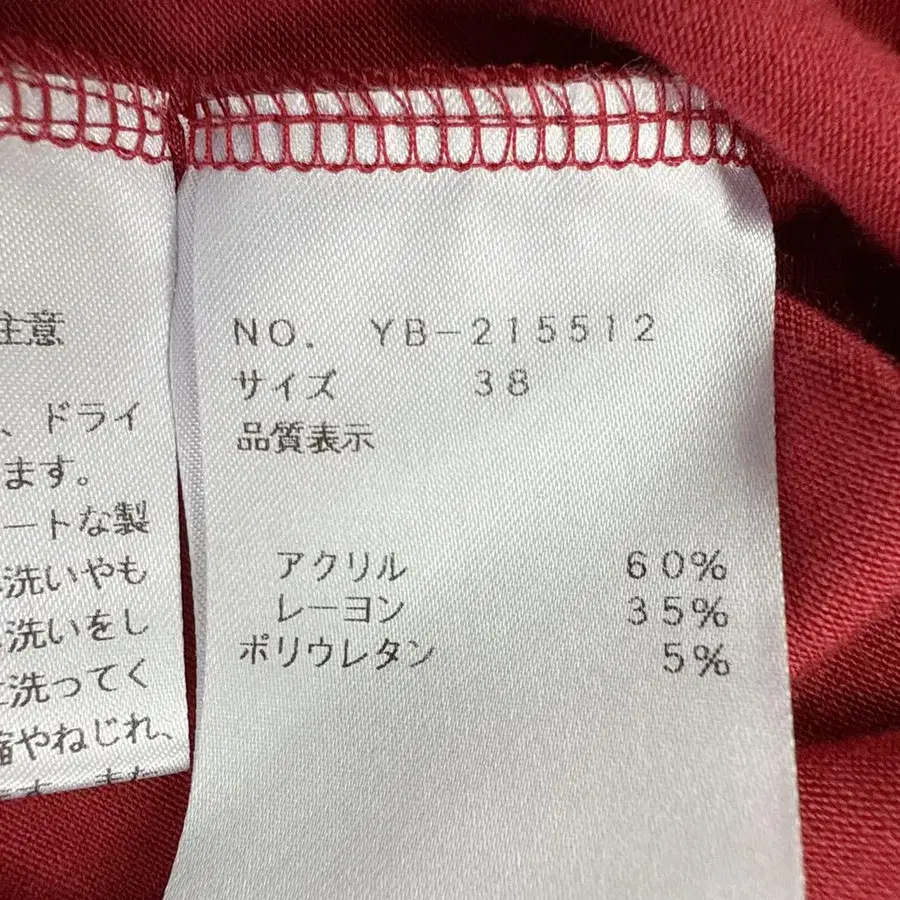 注意
、ドライ
ます。
ートな製
洗いやも
洗いをし
洗ってく
縮やねじれ、
NO. YB-215512
サイズ 38
品質表示
アクリル 60%
レーヨン 35%
ポリウレタン 5%